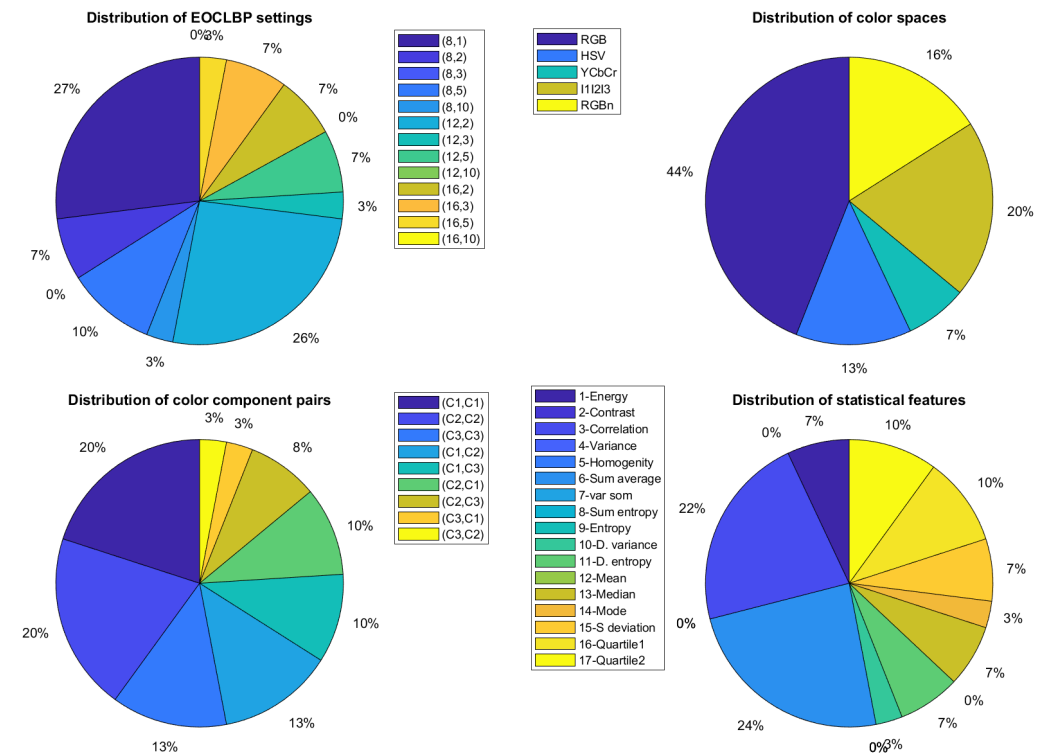 Distribution of EOCLBP settings
0%
3%
7%
7%
0%
7%
3%
26%
3%
10%
0%
7%
27%
(8,1)
(8,2)
(8,3)
(8,5)
(8,10)
(12,2)
(12,3)
(12,5)
(12,10)
(16,2)
(16,3)
(16,5)
(16,10)
Distribution of color spaces
RGB
HSV
YCbCr
I1I2I3
RGBn
16%
20%
7%
13%
44%
Distribution of color component pairs
3%
3%
8%
10%
10%
13%
13%
20%
20%
(C1,C1)
(C2,C2)
(C3,C3)
(C1,C2)
(C1,C3)
(C2,C1)
(C2,C3)
(C3,C1)
(C3,C2)
Distribution of statistical features
1-Energy
2-Contrast
3-Correlation
4-Variance
5-Homogenity
6-Sum average
7-var som
8-Sum entropy
9-Entropy
10-D. variance
11-D. entropy
12-Mean
13-Median
14-Mode
15-S deviation
16-Quartile1
17-Quartile2
7%
0%
22%
0%
24%
0%
3%
7%
0%
7%
3%
7%
10%
10%